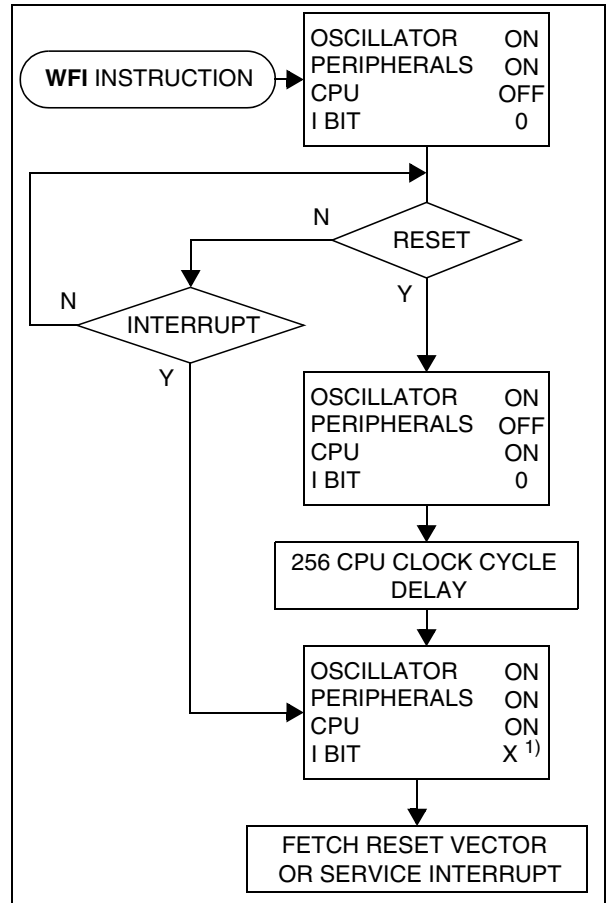 WFI INSTRUCTION
OSCILLATOR ON
PERIPHERALS ON
CPU OFF
I BIT 0
N
RESET
Y
N
INTERRUPT
Y
OSCILLATOR ON
PERIPHERALS OFF
CPU ON
I BIT 0
256 CPU CLOCK CYCLE
DELAY
OSCILLATOR ON
PERIPHERALS ON
CPU ON
I BIT X 1)
FETCH RESET VECTOR
OR SERVICE INTERRUPT